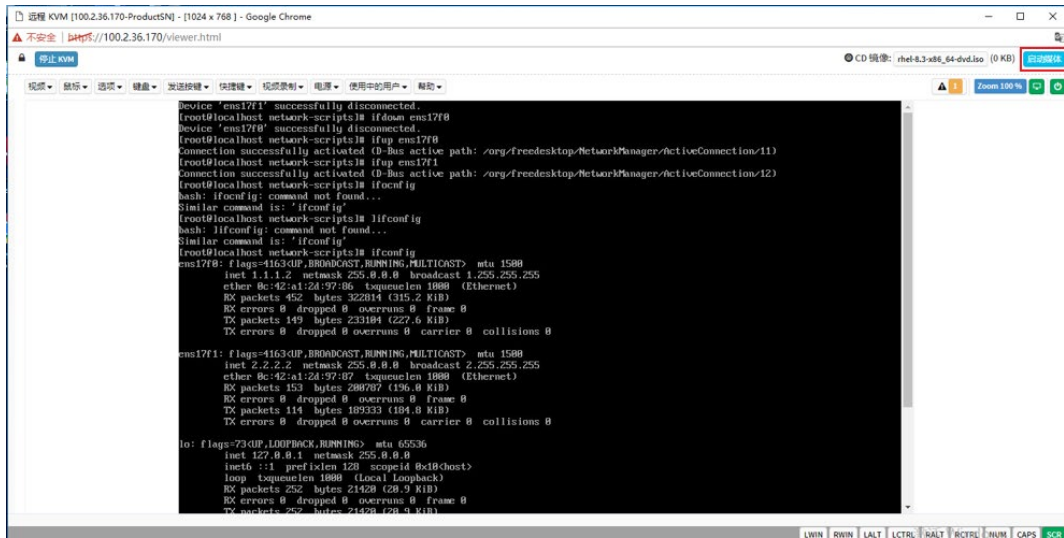 远程 KVM [100.2.36.170-ProductSN] - [1024 x 768 ] - Google Chrome
不安全 | https://100.2.36.170/viewer.html
停止 KVM
CD 镜像: rhel-8.3-x86_64-dvd.iso (0 KB) 启动媒体
视频 鼠标 选项 键盘 发送按键 快捷键 视频录制 电源 使用中的用户 帮助
Zoom 100 %
Device 'ens17f1' successfully disconnected.
[root@localhost network-scripts]# ifdown ens17f0
Device 'ens17f0' successfully disconnected.
[root@localhost network-scripts]# ifup ens17f0
Connection successfully activated (D-Bus active path: /org/freedesktop/NetworkManager/ActiveConnection/11)
[root@localhost network-scripts]# ifup ens17f1
Connection successfully activated (D-Bus active path: /org/freedesktop/NetworkManager/ActiveConnection/12)
[root@localhost network-scripts]# ifocnfig
bash: ifocnfig: command not found...
Similar command is: 'ifconfig'
[root@localhost network-scripts]# ]ifconfig
bash: ]ifconfig: command not found...
Similar command is: 'ifconfig'
[root@localhost network-scripts]# ifconfig
ens17f0: flags=4163<UP,BROADCAST,RUNNING,MULTICAST> mtu 1500
inet 1.1.1.2 netmask 255.0.0.0 broadcast 1.255.255.255
ether 0c:42:a1:2d:97:86 txqueuelen 1000 (Ethernet)
RX packets 452 bytes 322814 (315.2 KiB)
RX errors 0 dropped 0 overruns 0 frame 0
TX packets 149 bytes 233104 (227.6 KiB)
TX errors 0 dropped 0 overruns 0 carrier 0 collisions 0
ens17f1: flags=4163<UP,BROADCAST,RUNNING,MULTICAST> mtu 1500
inet 2.2.2.2 netmask 255.0.0.0 broadcast 2.255.255.255
ether 0c:42:a1:2d:97:87 txqueuelen 1000 (Ethernet)
RX packets 153 bytes 200787 (196.0 KiB)
RX errors 0 dropped 0 overruns 0 frame 0
TX packets 114 bytes 189333 (184.8 KiB)
TX errors 0 dropped 0 overruns 0 carrier 0 collisions 0
lo: flags=73<UP,LOOPBACK,RUNNING> mtu 65536
inet 127.0.0.1 netmask 255.0.0.0
inet6 ::1 prefixlen 128 scopeid 0x10<host>
loop txqueuelen 1000 (Local Loopback)
RX packets 252 bytes 21420 (20.9 KiB)
RX errors 0 dropped 0 overruns 0 frame 0
TX packets 252 bytes 21420 (20.9 KiB)
LWIN RWIN LALT LCTRL RALT RCTRL NUM CAPS SCR